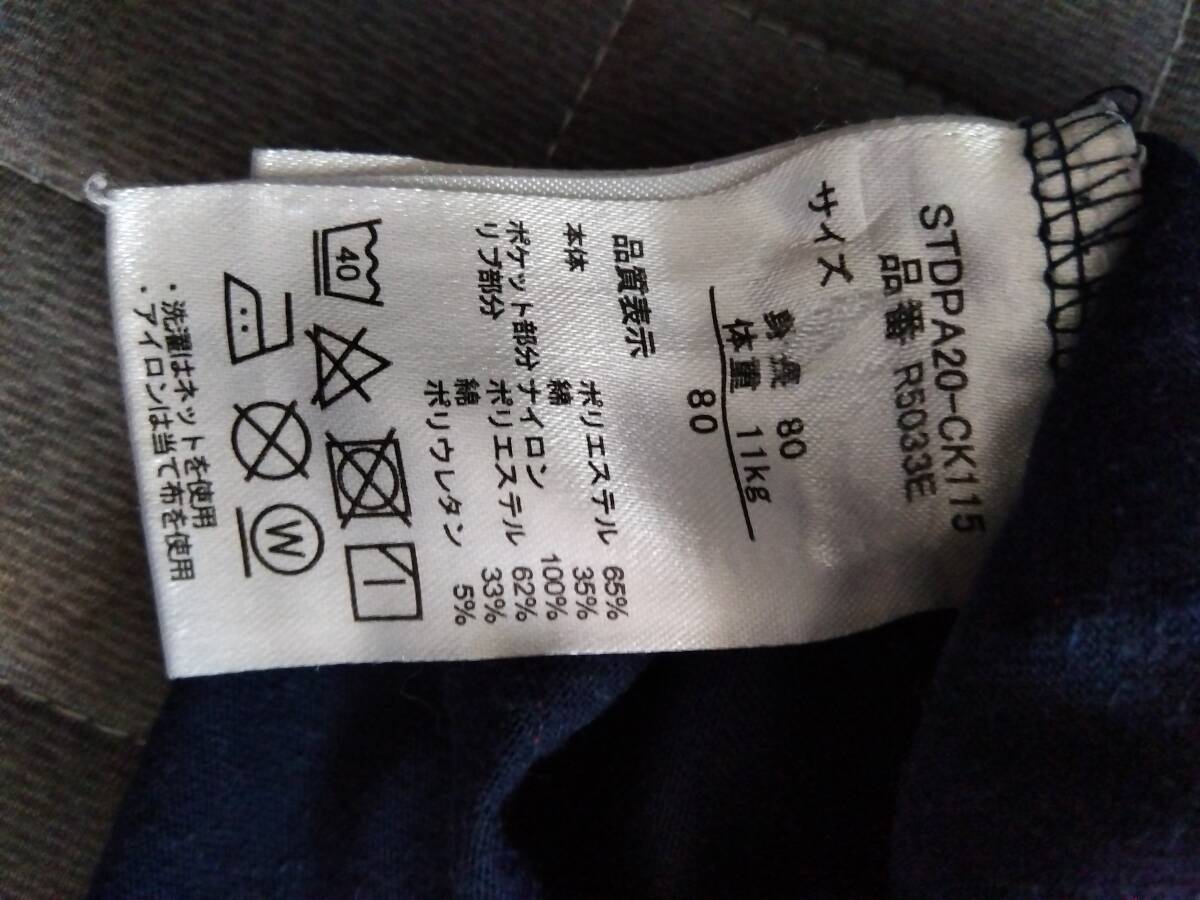 STDPA20-CK115
品番 R5033E
サイズ
身長 80
体重 11kg
80
品質表示
本体 ポリエステル 65%
綿 35%
ポケット部分 ナイロン 100%
リブ部分 ポリエステル 62%
綿 33%
ポリウレタン 5%
40
W
・洗濯はネットを使用
・アイロンは当て布を使用